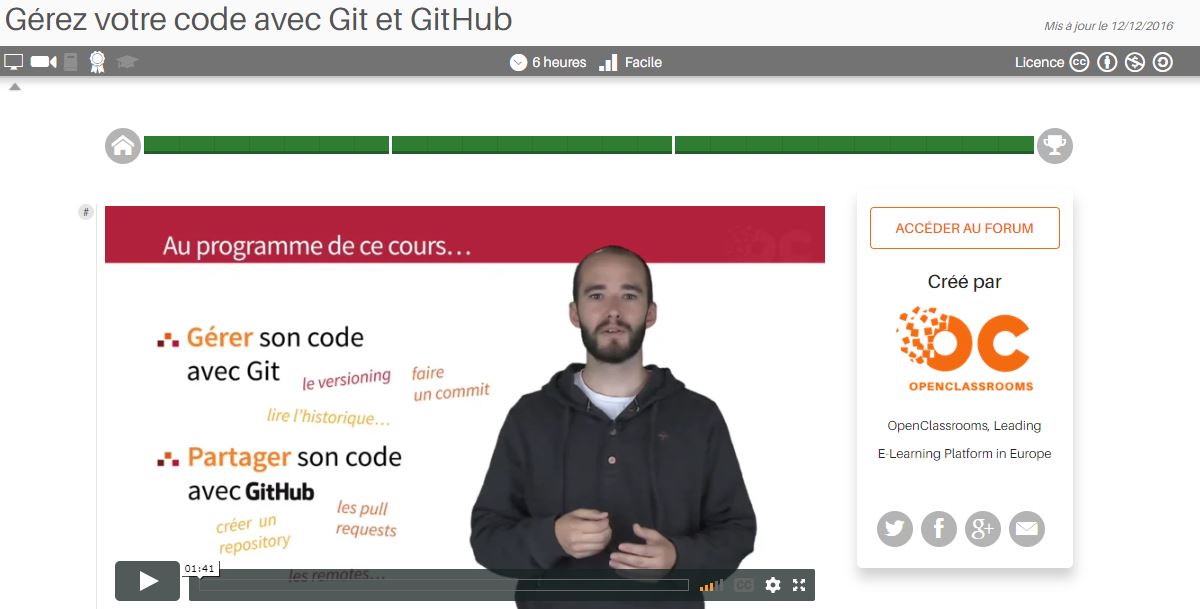 Gérez votre code avec Git et GitHub
Mis à jour le 12/12/2016
6 heures
Facile
Licence
#
Au programme de ce cours…
OC
ACCÉDER AU FORUM
Créé par
OC
OPENCLASSROOMS
OpenClassrooms, Leading
E-Learning Platform in Europe
Gérer son code
avec Git
le versioning
faire
un commit
lire l'historique…
Partager son code
avec GitHub
les pull
requests
créer un
repository
les remotes…
01:41
CC